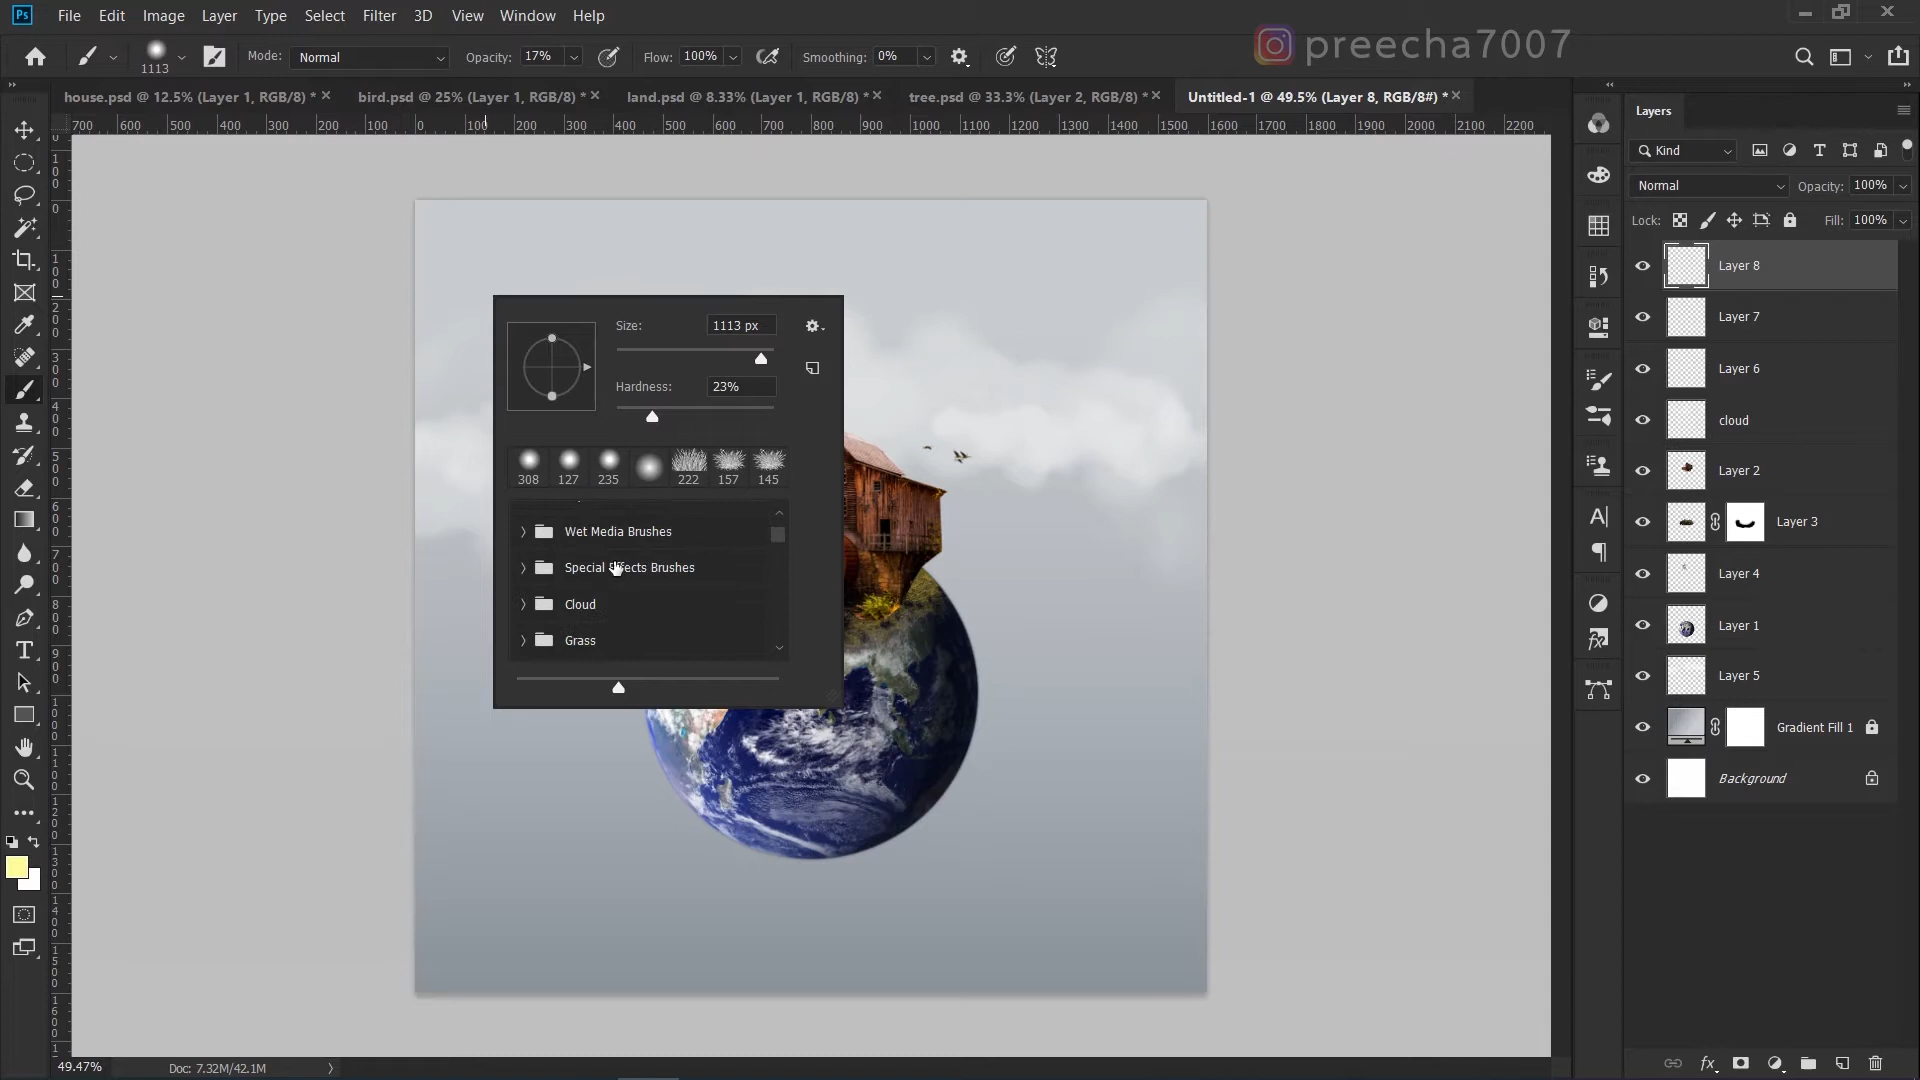 Ps File Edit Image Layer Type Select Filter 3D View Window Help
preecha7007
1113 Mode: Normal Opacity: 17% Flow: 100% Smoothing: 0%
house.psd @ 12.5% (Layer 1, RGB/8) * bird.psd @ 25% (Layer 1, RGB/8) * land.psd @ 8.33% (Layer 1, RGB/8) * tree.psd @ 33.3% (Layer 2, RGB/8) * Untitled-1 @ 49.5% (Layer 8, RGB/8#) *
700 600 500 400 300 200 100 0 100 200 300 400 500 600 700 800 900 1000 1100 1200 1300 1400 1500 1600 1700 1800 1900 2000 2100 2200
Size: 1113 px
Hardness: 23%
308 127 235 222 157 145
Wet Media Brushes
Special Effects Brushes
Cloud
Grass
Layers
Kind
Normal Opacity: 100%
Lock: Fill: 100%
Layer 8
Layer 7
Layer 6
cloud
Layer 2
Layer 3
Layer 4
Layer 1
Layer 5
Gradient Fill 1
Background
49.47% Doc: 7.32M/42.1M